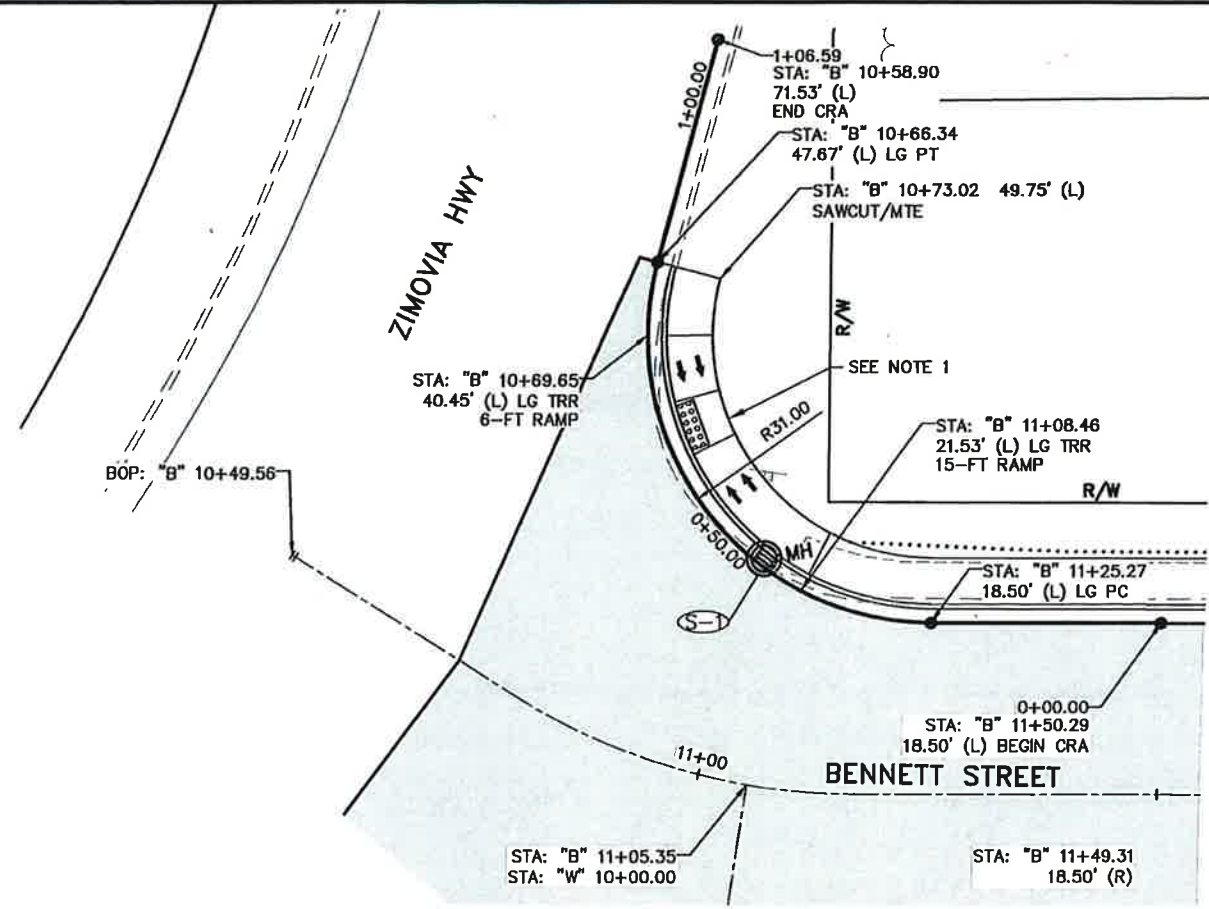 1+06.59
STA: "B" 10+58.90
71.53' (L)
END CRA
1+00.00
STA: "B" 10+66.34
47.67' (L) LG PT
STA: "B" 10+73.02 49.75' (L)
SAWCUT/MTE
ZIMOVIA HWY
R/W
SEE NOTE 1
STA: "B" 10+69.65
40.45' (L) LG TRR
6-FT RAMP
R31.00
STA: "B" 11+08.46
21.53' (L) LG TRR
15-FT RAMP
BOP: "B" 10+49.56
R/W
0+50.00
MH
STA: "B" 11+25.27
18.50' (L) LG PC
S-1
0+00.00
STA: "B" 11+50.29
18.50' (L) BEGIN CRA
11+00
BENNETT STREET
STA: "B" 11+05.35
STA: "W" 10+00.00
STA: "B" 11+49.31
18.50' (R)